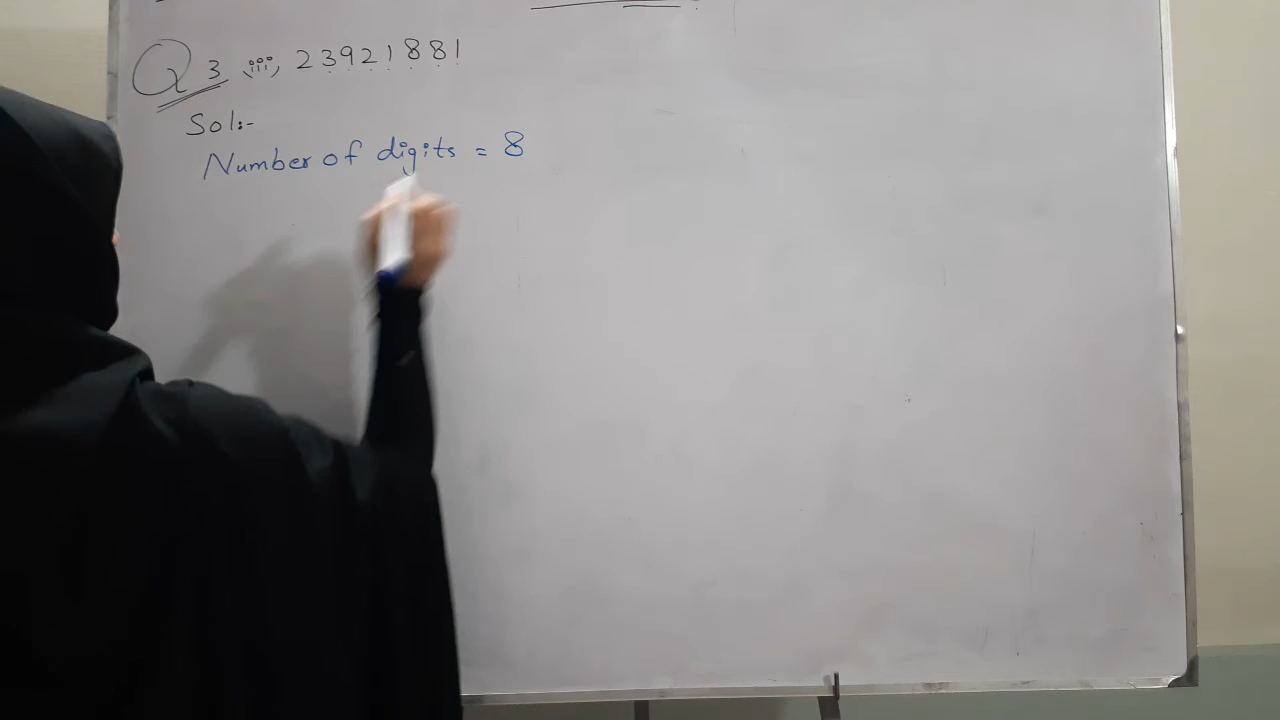 Q3 iii, 23921881
Sol:-
Number of digits = 8